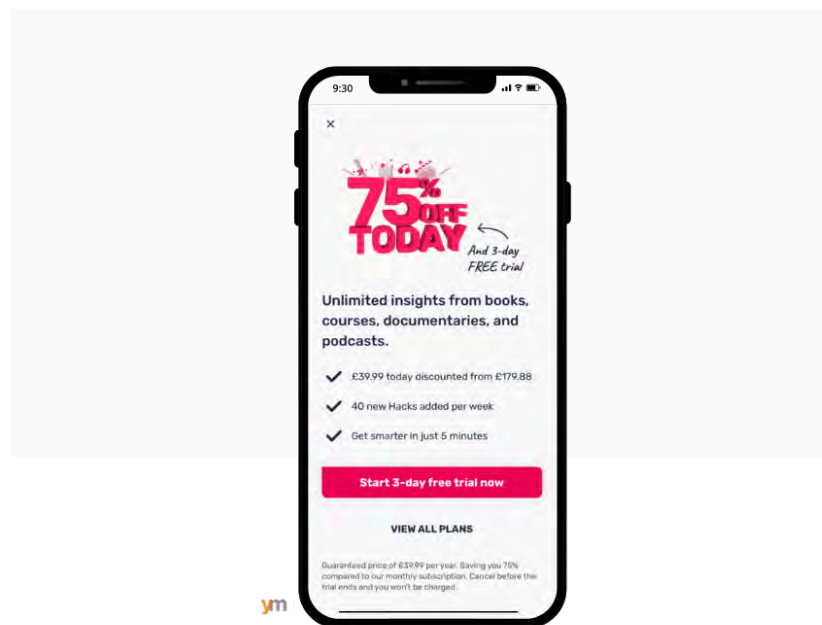 9:30
×
75%
OFF
TODAY
And 3-day
FREE trial
Unlimited insights from books,
courses, documentaries, and
podcasts.
£39.99 today discounted from £179.88
40 new Hacks added per week
Get smarter in just 5 minutes
Start 3-day free trial now
VIEW ALL PLANS
Guaranteed price of £39.99 per year. Saving you 75%
compared to our monthly subscription. Cancel before the
trial ends and you won't be charged.
ym